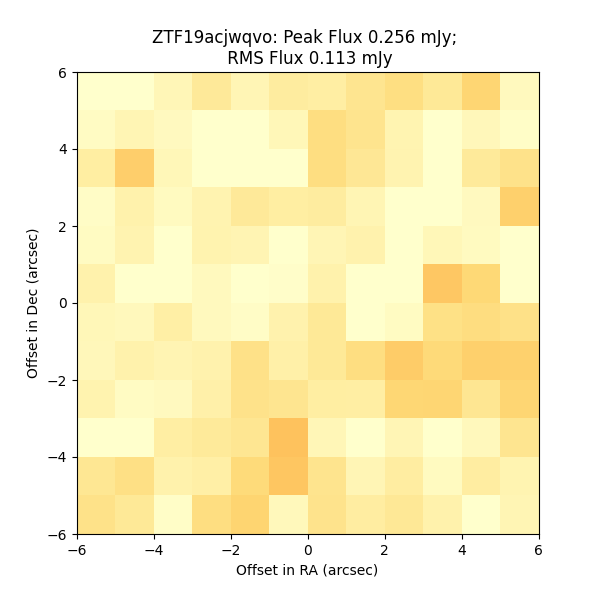 ZTF19acjwqvo: Peak Flux 0.256 mJy;
RMS Flux 0.113 mJy
6
4
2
0
−2
−4
−6
Offset in Dec (arcsec)
−6 −4 −2 0 2 4 6
Offset in RA (arcsec)